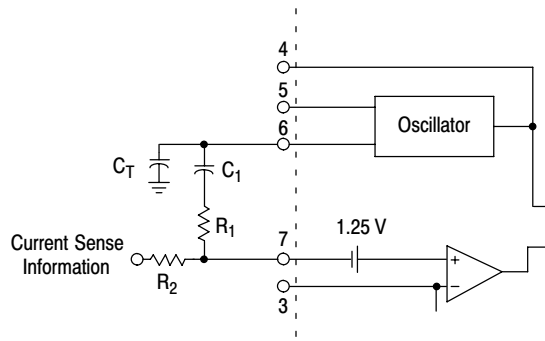 4
5
6
Oscillator
C_T
C_1
R_1
Current Sense
Information
R_2
7
1.25 V
+
−
3